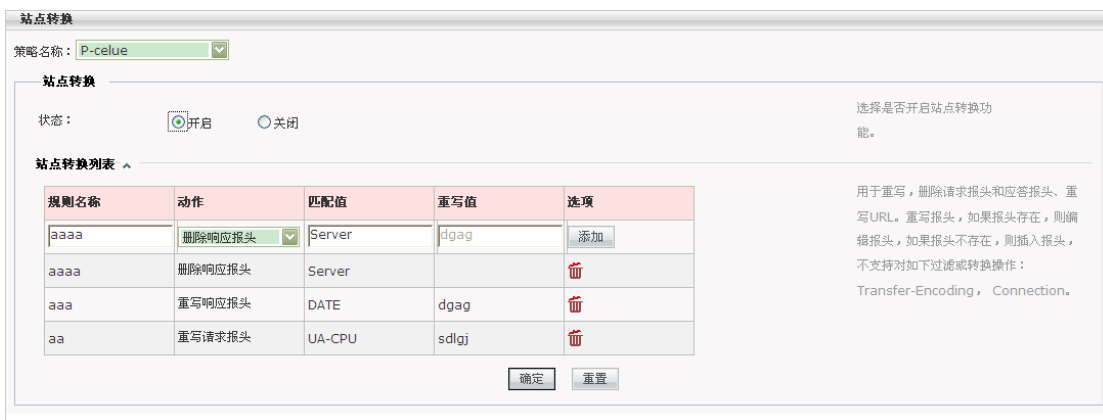 站点转换
策略名称： P-celue
站点转换
状态： 开启 关闭
选择是否开启站点转换功
能。
站点转换列表
规则名称 动作 匹配值 重写值 选项
aaaa 删除响应报头 Server dgag 添加
aaaa 删除响应报头 Server
aaa 重写响应报头 DATE dgag
aa 重写请求报头 UA-CPU sdlgj
用于重写，删除请求报头和应答报头、重
写URL。重写报头，如果报头存在，则编
辑报头，如果报头不存在，则插入报头，
不支持对如下过滤或转换操作：
Transfer-Encoding， Connection。
确定 重置